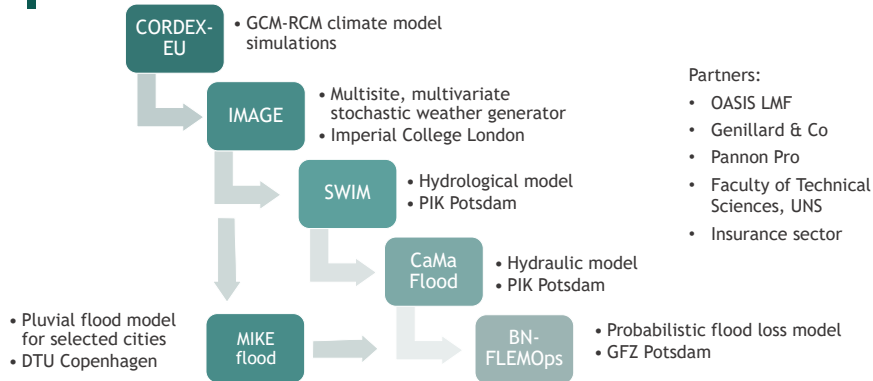 CORDEX-
EU
• GCM-RCM climate model
simulations
IMAGE
• Multisite, multivariate
stochastic weather generator
• Imperial College London
SWIM
• Hydrological model
• PIK Potsdam
CaMa
Flood
• Hydraulic model
• PIK Potsdam
• Pluvial flood model
for selected cities
• DTU Copenhagen
MIKE
flood
BN-
FLEMOps
• Probabilistic flood loss model
• GFZ Potsdam
Partners:
• OASIS LMF
• Genillard & Co
• Pannon Pro
• Faculty of Technical
Sciences, UNS
• Insurance sector